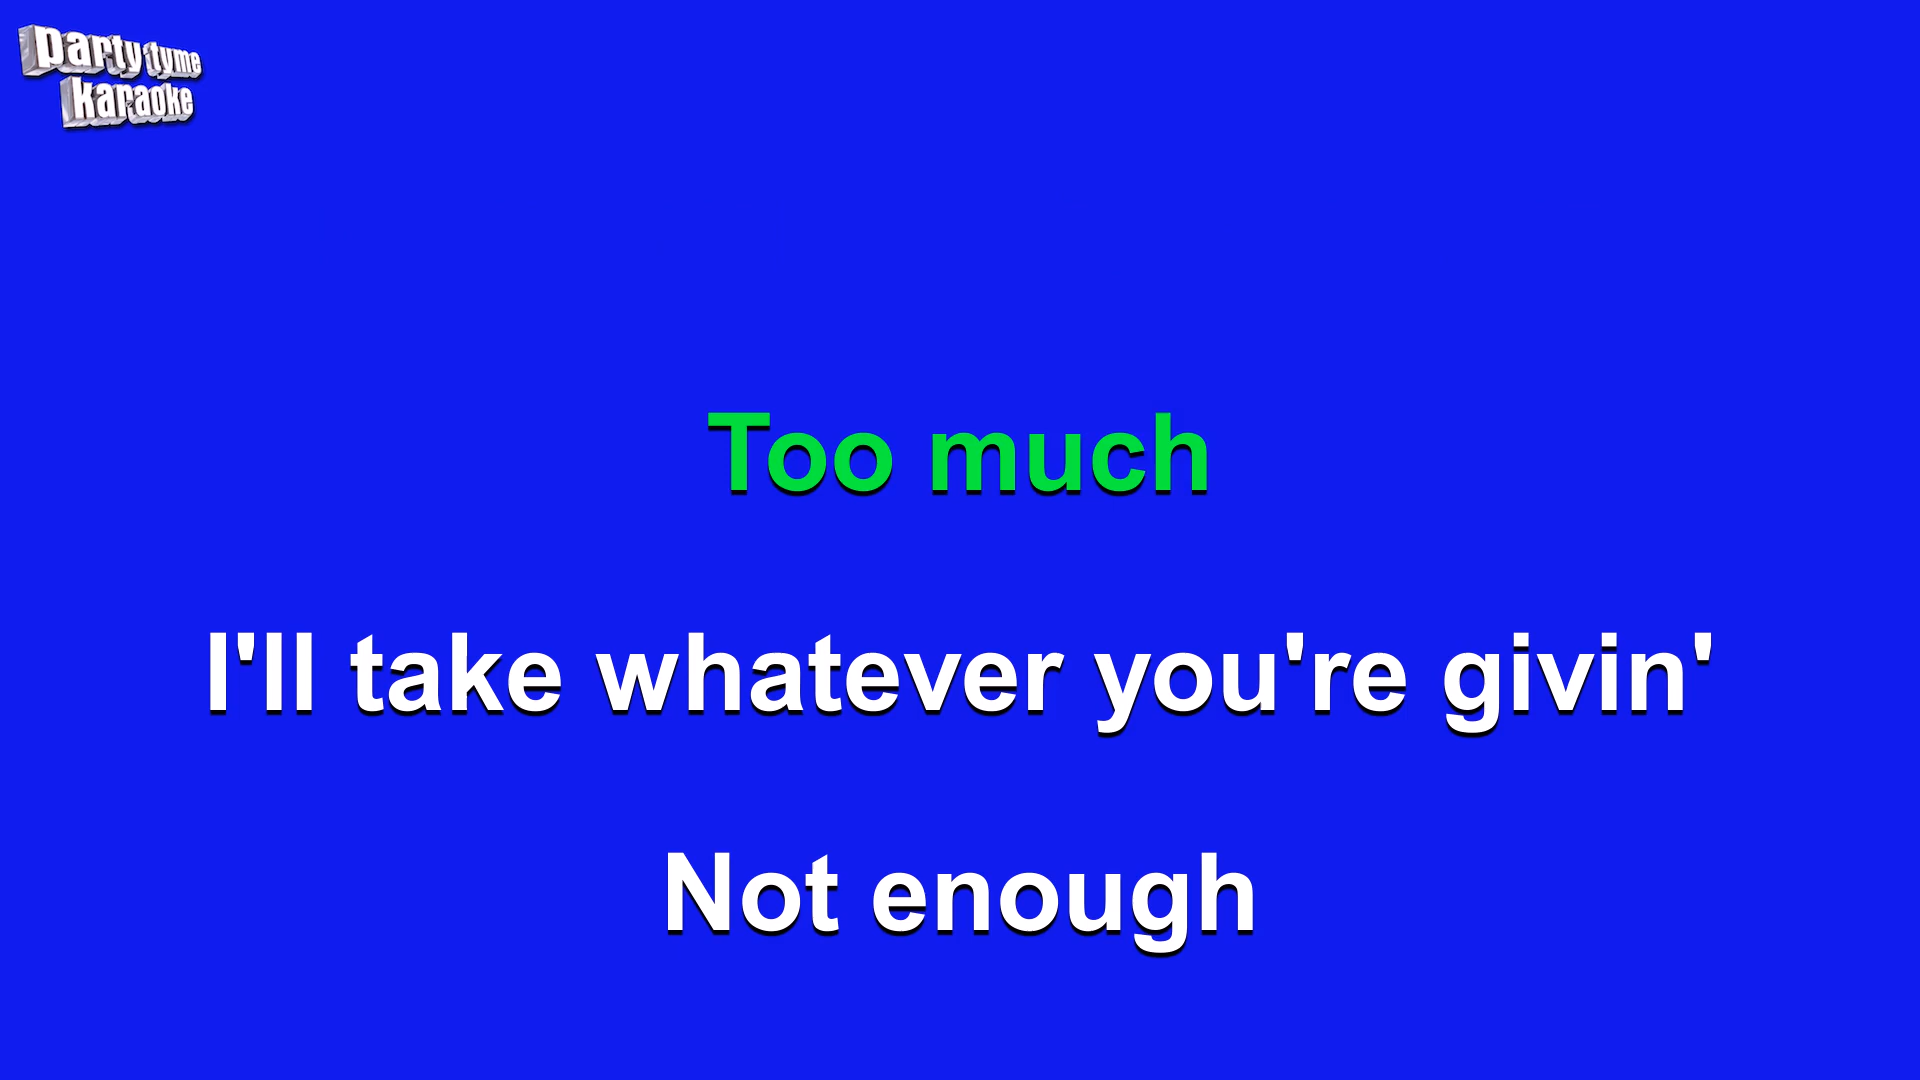 party tyme
karaoke
Too much
I'll take whatever you're givin'
Not enough